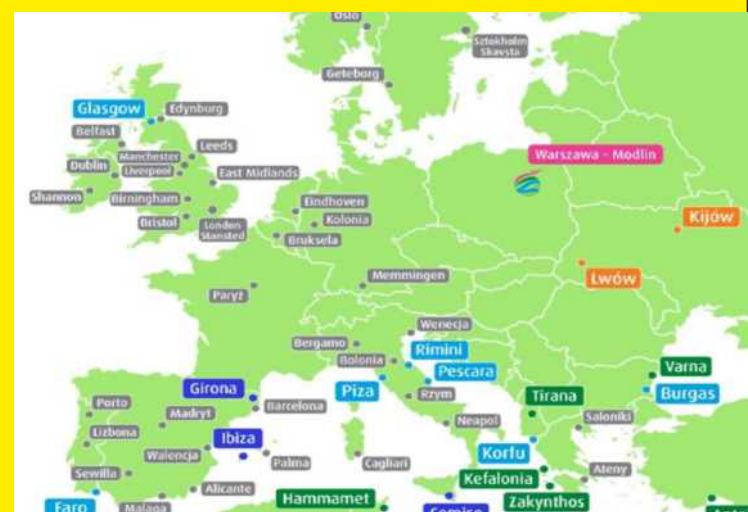 Oslo
Sztokholm
Skavsta
Geteborg
Glasgow
Edynburg
Belfast
Leeds
Manchester
Dublin
Liverpool
East Midlands
Shannon
Birmingham
Bristol
London
Stansted
Eindhoven
Kolonia
Bruksela
Warszawa - Modlin
Kijów
Lwów
Paryż
Memmingen
Wenecja
Bergamo
Bolonia
Rimini
Pescara
Piza
Rzym
Girona
Barcelona
Porto
Madryt
Lizbona
Ibiza
Walencja
Palma
Sewilla
Alicante
Malaga
Faro
Cagliari
Neapol
Tirana
Saloniki
Varna
Burgas
Korfu
Kefalonia
Ateny
Zakynthos
Hammamet
Comiso